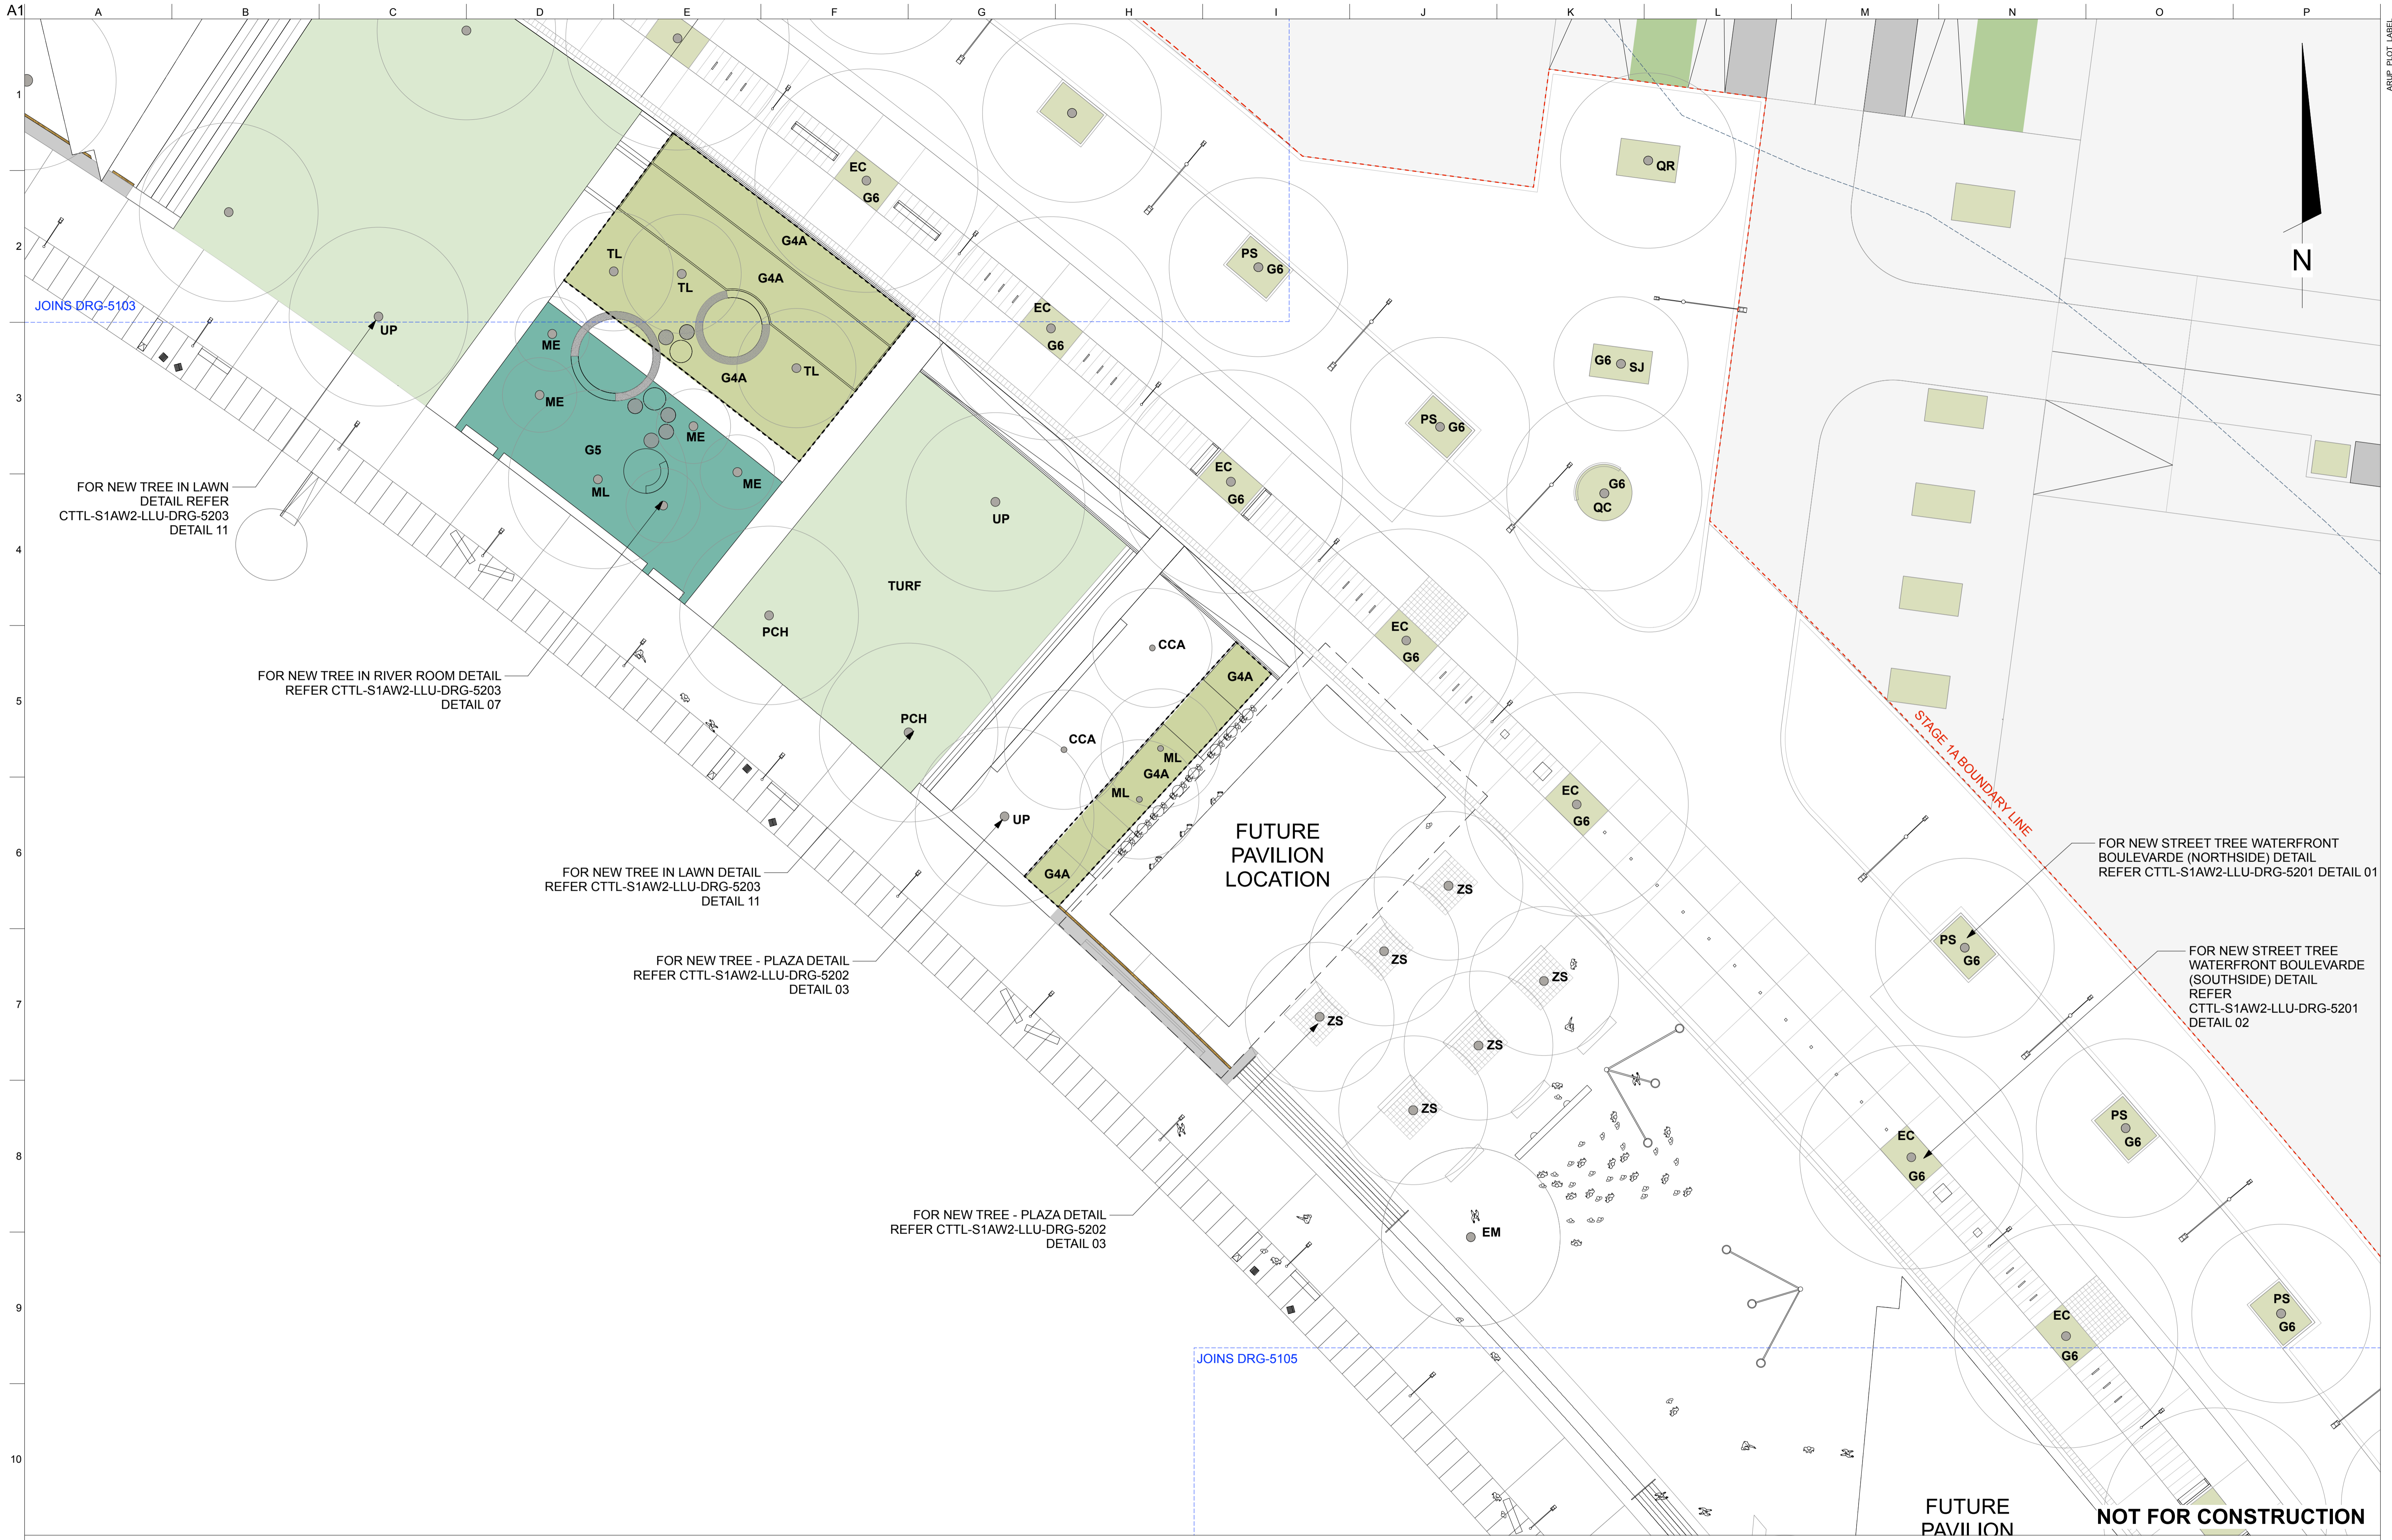 A1
A B C D E F G H I J K L M N O P
ARUP PLOT LABEL
1
2
3
4
5
6
7
8
9
10
N
EC
G6
QR
G4A
G4A
TL
TL
PS
G6
JOINS DRG-5103
UP
EC
G6
ME
G4A
TL
G6
SJ
ME
ME
PS
G6
G5
ML
ME
EC
G6
G6
QC
UP
FOR NEW TREE IN LAWN
DETAIL REFER
CTTL-S1AW2-LLU-DRG-5203
DETAIL 11
TURF
PCH
EC
G6
CCA
G4A
FOR NEW TREE IN RIVER ROOM DETAIL
REFER CTTL-S1AW2-LLU-DRG-5203
DETAIL 07
PCH
CCA
ML
G4A
ML
STAGE 1A BOUNDARY LINE
EC
G6
UP
FUTURE
PAVILION
LOCATION
G4A
FOR NEW TREE IN LAWN DETAIL
REFER CTTL-S1AW2-LLU-DRG-5203
DETAIL 11
FOR NEW STREET TREE WATERFRONT
BOULEVARDE (NORTHSIDE) DETAIL
REFER CTTL-S1AW2-LLU-DRG-5201 DETAIL 01
ZS
PS
G6
ZS
ZS
FOR NEW TREE - PLAZA DETAIL
REFER CTTL-S1AW2-LLU-DRG-5202
DETAIL 03
FOR NEW STREET TREE
WATERFRONT BOULEVARDE
(SOUTHSIDE) DETAIL
REFER
CTTL-S1AW2-LLU-DRG-5201
DETAIL 02
ZS
ZS
ZS
PS
G6
EC
G6
FOR NEW TREE - PLAZA DETAIL
REFER CTTL-S1AW2-LLU-DRG-5202
DETAIL 03
EM
PS
G6
EC
G6
JOINS DRG-5105
FUTURE
PAVILION
NOT FOR CONSTRUCTION